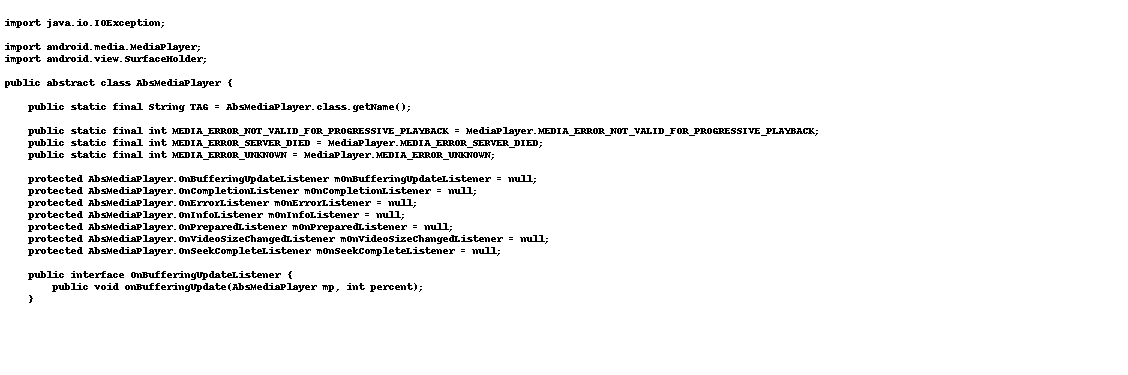 import java.io.IOException;
import android.media.MediaPlayer;
import android.view.SurfaceHolder;
public abstract class AbsMediaPlayer {
public static final String TAG = AbsMediaPlayer.class.getName();
public static final int MEDIA_ERROR_NOT_VALID_FOR_PROGRESSIVE_PLAYBACK = MediaPlayer.MEDIA_ERROR_NOT_VALID_FOR_PROGRESSIVE_PLAYBACK;
public static final int MEDIA_ERROR_SERVER_DIED = MediaPlayer.MEDIA_ERROR_SERVER_DIED;
public static final int MEDIA_ERROR_UNKNOWN = MediaPlayer.MEDIA_ERROR_UNKNOWN;
protected AbsMediaPlayer.OnBufferingUpdateListener mOnBufferingUpdateListener = null;
protected AbsMediaPlayer.OnCompletionListener mOnCompletionListener = null;
protected AbsMediaPlayer.OnErrorListener mOnErrorListener = null;
protected AbsMediaPlayer.OnInfoListener mOnInfoListener = null;
protected AbsMediaPlayer.OnPreparedListener mOnPreparedListener = null;
protected AbsMediaPlayer.OnVideoSizeChangedListener mOnVideoSizeChangedListener = null;
protected AbsMediaPlayer.OnSeekCompleteListener mOnSeekCompleteListener = null;
public interface OnBufferingUpdateListener {
public void onBufferingUpdate(AbsMediaPlayer mp, int percent);
}